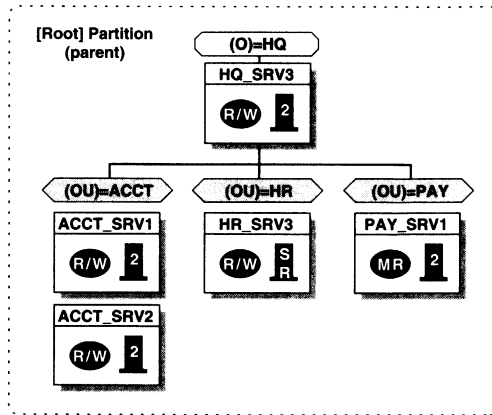 [Root] Partition
(parent)
(O)=HQ
HQ_SRV3
R/W 2
(OU)=ACCT (OU)=HR (OU)=PAY
ACCT_SRV1 HR_SRV3 PAY_SRV1
R/W 2 R/W SR MR 2
ACCT_SRV2
R/W 2